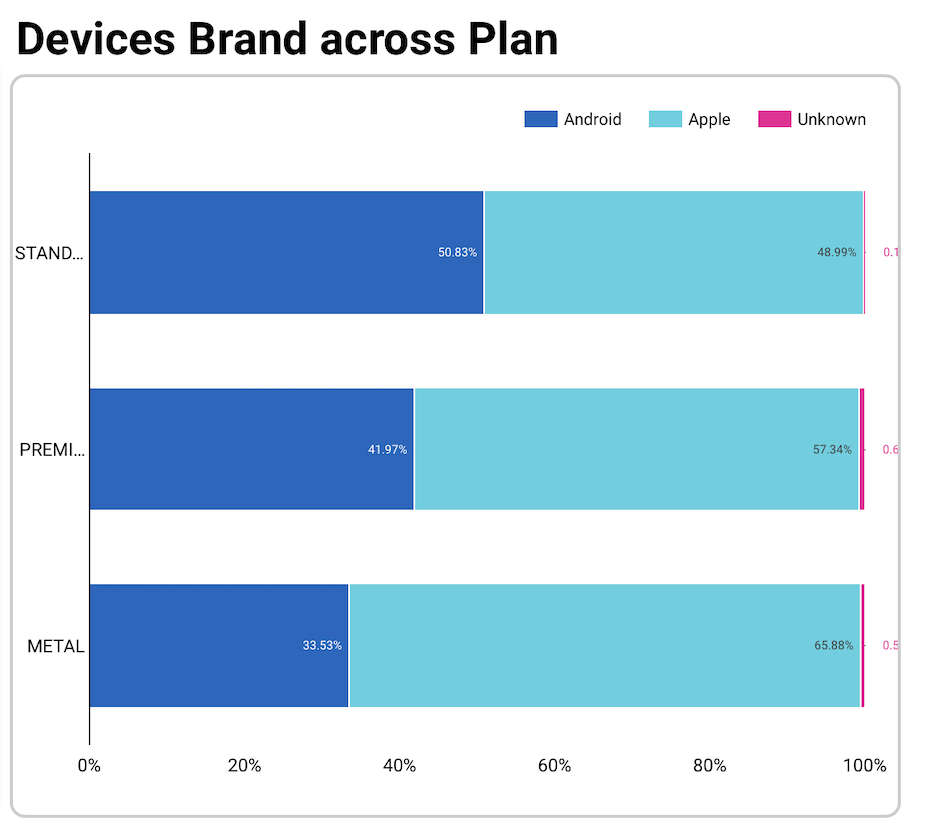 Devices Brand across Plan
Android Apple Unknown
STAND... 50.83% 48.99% 0.1
PREMI... 41.97% 57.34% 0.6
METAL 33.53% 65.88% 0.5
0% 20% 40% 60% 80% 100%